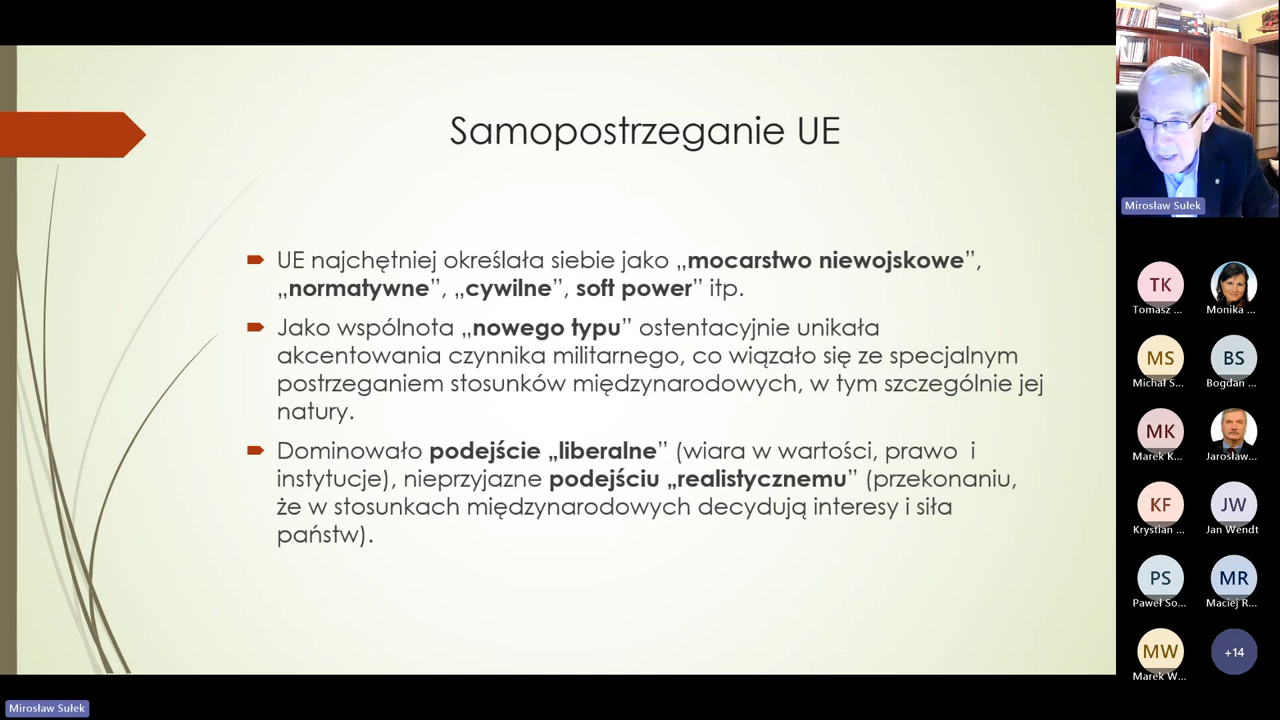 Samopostrzeganie UE
UE najchętniej określała siebie jako „mocarstwo niewojskowe”,
„normatywne”, „cywilne”, soft power” itp.
Jako wspólnota „nowego typu” ostentacyjnie unikała
akcentowania czynnika militarnego, co wiązało się ze specjalnym
postrzeganiem stosunków międzynarodowych, w tym szczególnie jej
natury.
Dominowało podejście „liberalne” (wiara w wartości, prawo  i
instytucje), nieprzyjazne podejściu „realistycznemu” (przekonaniu,
że w stosunkach międzynarodowych decydują interesy i siła
państw).
Mirosław Sułek
TK
Tomasz ...
Monika ...
MS
Michał S...
BS
Bogdan ...
MK
Marek K...
Jarosław...
KF
Krystian ...
JW
Jan Wendt
PS
Paweł So...
MR
Maciej R...
MW
Marek W...
+14
Mirosław Sułek